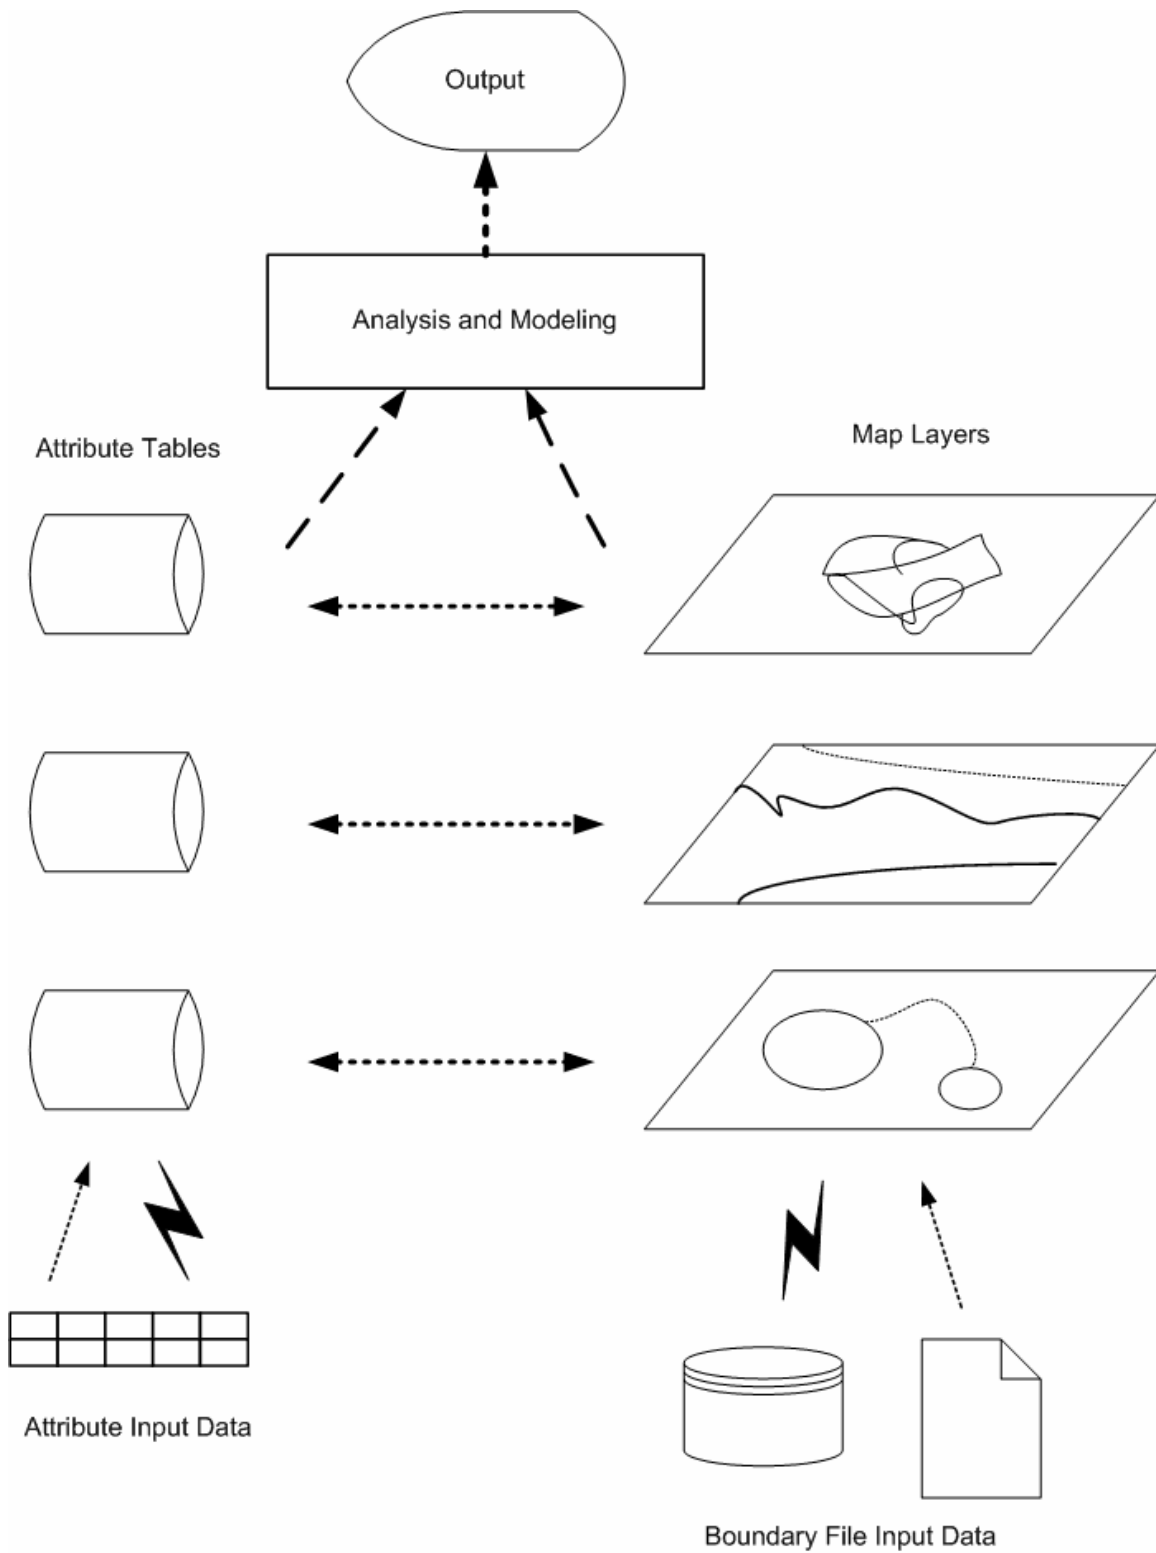 Output
Analysis and Modeling
Attribute Tables
Map Layers
Attribute Input Data
Boundary File Input Data